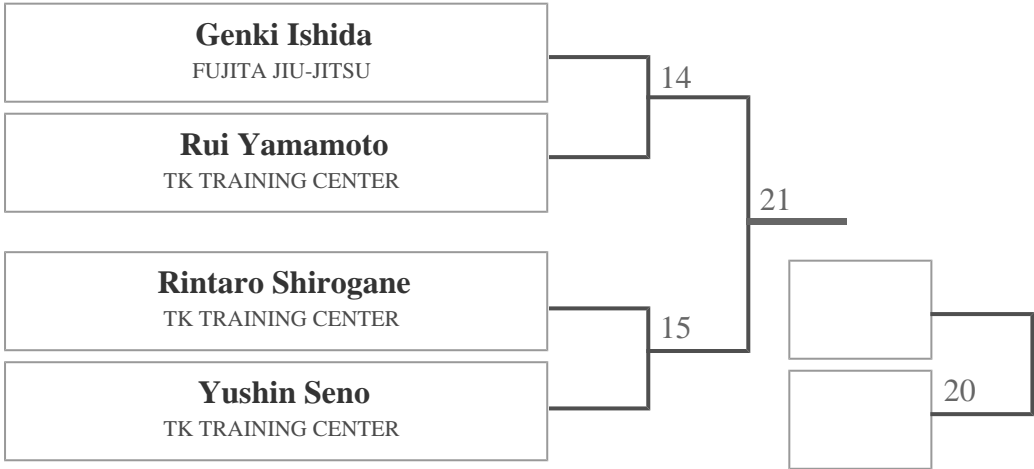 Genki Ishida
FUJITA JIU-JITSU
14
Rui Yamamoto
TK TRAINING CENTER
21
Rintaro Shirogane
TK TRAINING CENTER
15
Yushin Seno
TK TRAINING CENTER
20